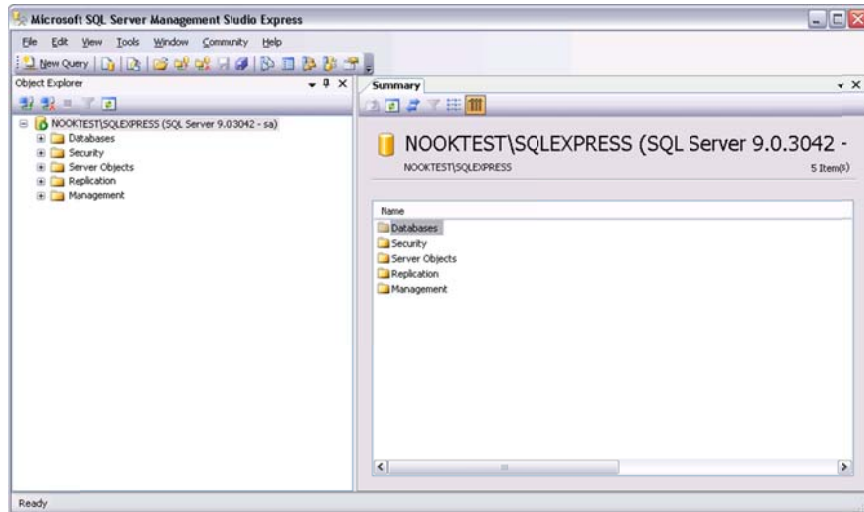 Microsoft SQL Server Management Studio Express
File Edit View Tools Window Community Help
New Query
Object Explorer
NOOKTEST\SQLEXPRESS (SQL Server 9.03042 - sa)
Databases
Security
Server Objects
Replication
Management
Summary
NOOKTEST\SQLEXPRESS (SQL Server 9.0.3042 -
NOOKTEST\SQLEXPRESS
5 Item(s)
Name
Databases
Security
Server Objects
Replication
Management
Ready